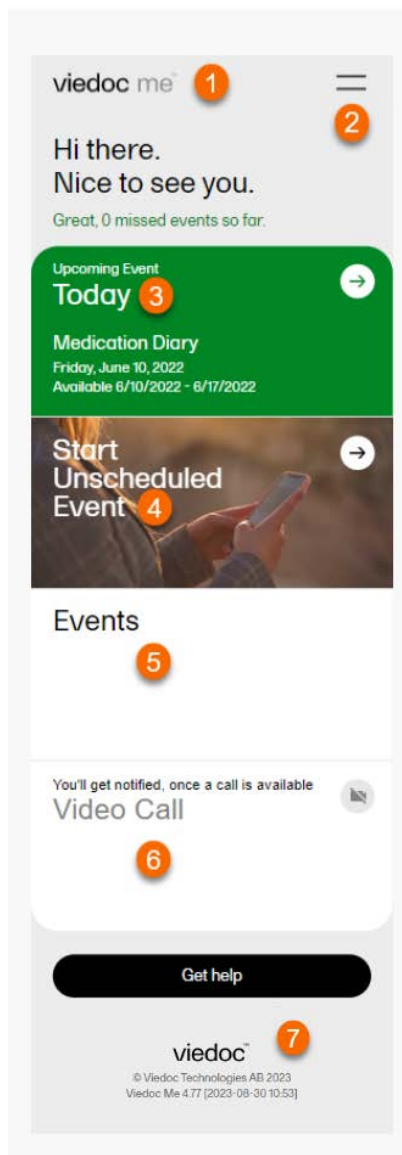 viedoc me™ 1
2
Hi there.
Nice to see you.
Great, 0 missed events so far.
Upcoming Event
Today 3
Medication Diary
Friday, June 10, 2022
Available 6/10/2022 - 6/17/2022
Start
Unscheduled
Event 4
Events
5
You'll get notified, once a call is available
Video Call
6
Get help
7
viedoc™
© Viedoc Technologies AB 2023
Viedoc Me 4.77 [2023-08-30 10:53]